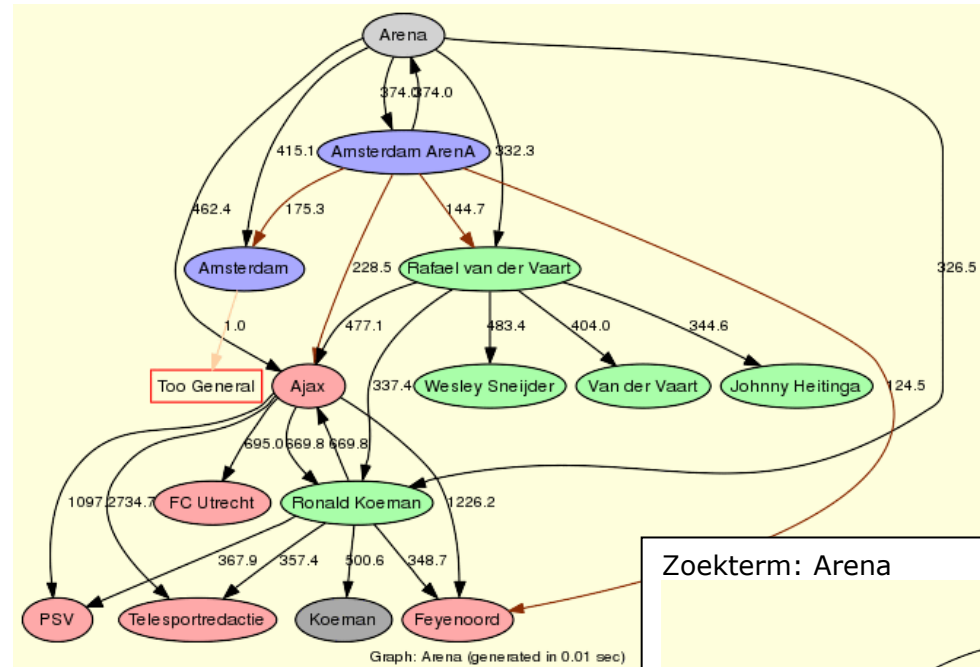 Arena
374.0 374.0
Amsterdam ArenA
415.1
332.3
462.4
175.3
144.7
Amsterdam
228.5
Rafael van der Vaart
326.5
1.0
477.1
483.4
404.0
344.6
Too General
Ajax
337.4
Wesley Sneijder
Van der Vaart
Johnny Heitinga
124.5
695.0
669.8
669.8
1097.
2734.7
FC Utrecht
Ronald Koeman
1226.2
367.9
357.4
500.6
348.7
PSV
Telesportredactie
Koeman
Feyenoord
Graph: Arena (generated in 0.01 sec)
Zoekterm: Arena